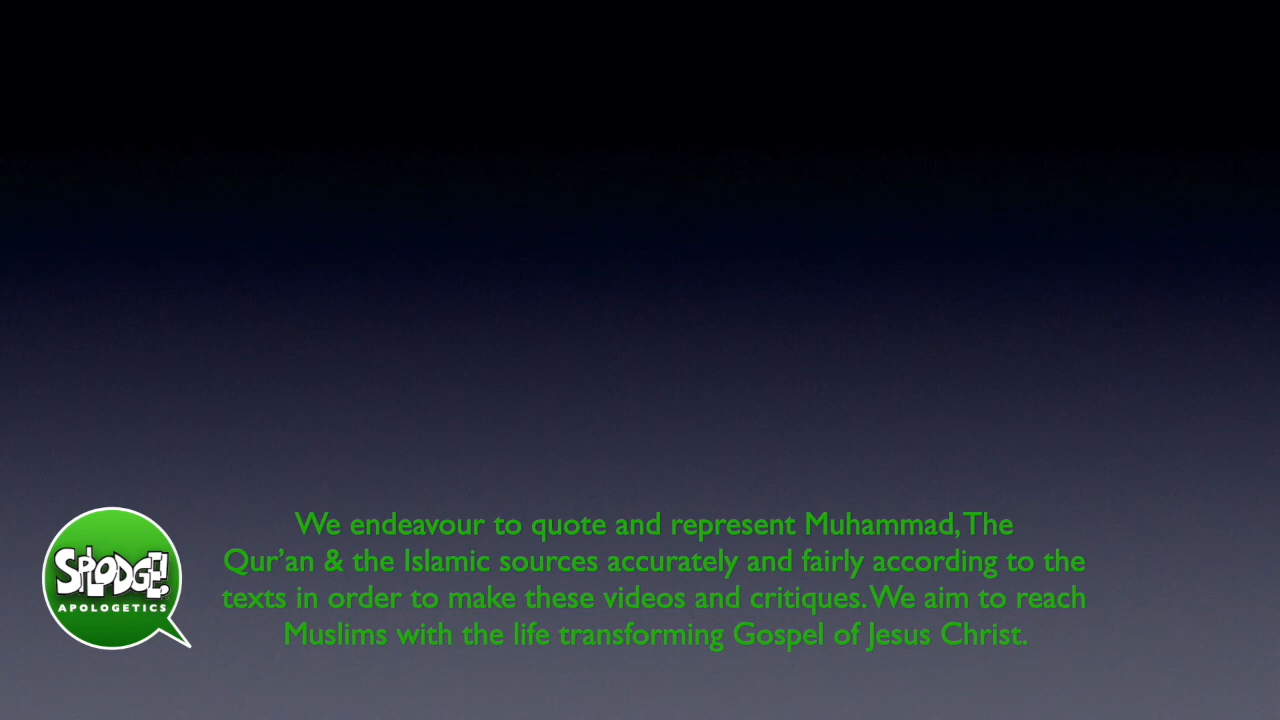 We endeavour to quote and represent Muhammad, The
Qur’an & the Islamic sources accurately and fairly according to the
texts in order to make these videos and critiques. We aim to reach
Muslims with the life transforming Gospel of Jesus Christ.
SPLODGE!
APOLOGETICS